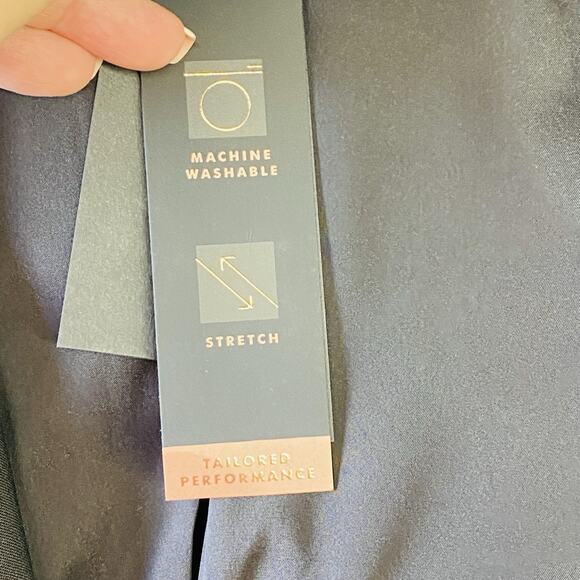 MACHINE
WASHABLE
STRETCH
TAILORED
PERFORMANCE